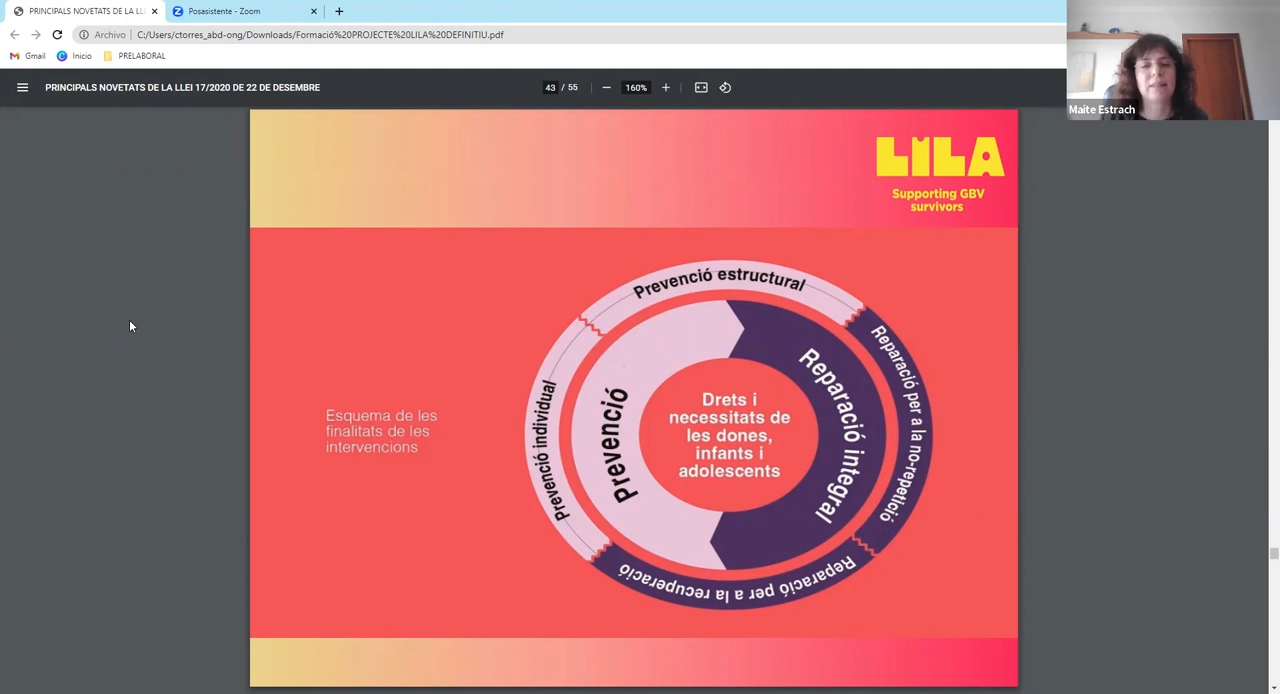 PRINCIPALS NOVETATS DE LA LLE
Posasistente - Zoom
Archivo
C:/Users/ctorres_abd-ong/Downloads/Formació%20PROJECTE%20LILA%20DEFINITIU.pdf
Gmail
Inicio
PRELABORAL
PRINCIPALS NOVETATS DE LA LLEI 17/2020 DE 22 DE DESEMBRE
43 / 55
160%
Maite Estrach
LILA
Supporting GBV
survivors
Esquema de les
finalitats de les
intervencions
Prevenció estructural
Prevenció individual
Prevenció
Drets i
necessitats de
les dones,
infants i
adolescents
Reparació integral
Reparació per a la no-repetició
Reparació per a la recuperació